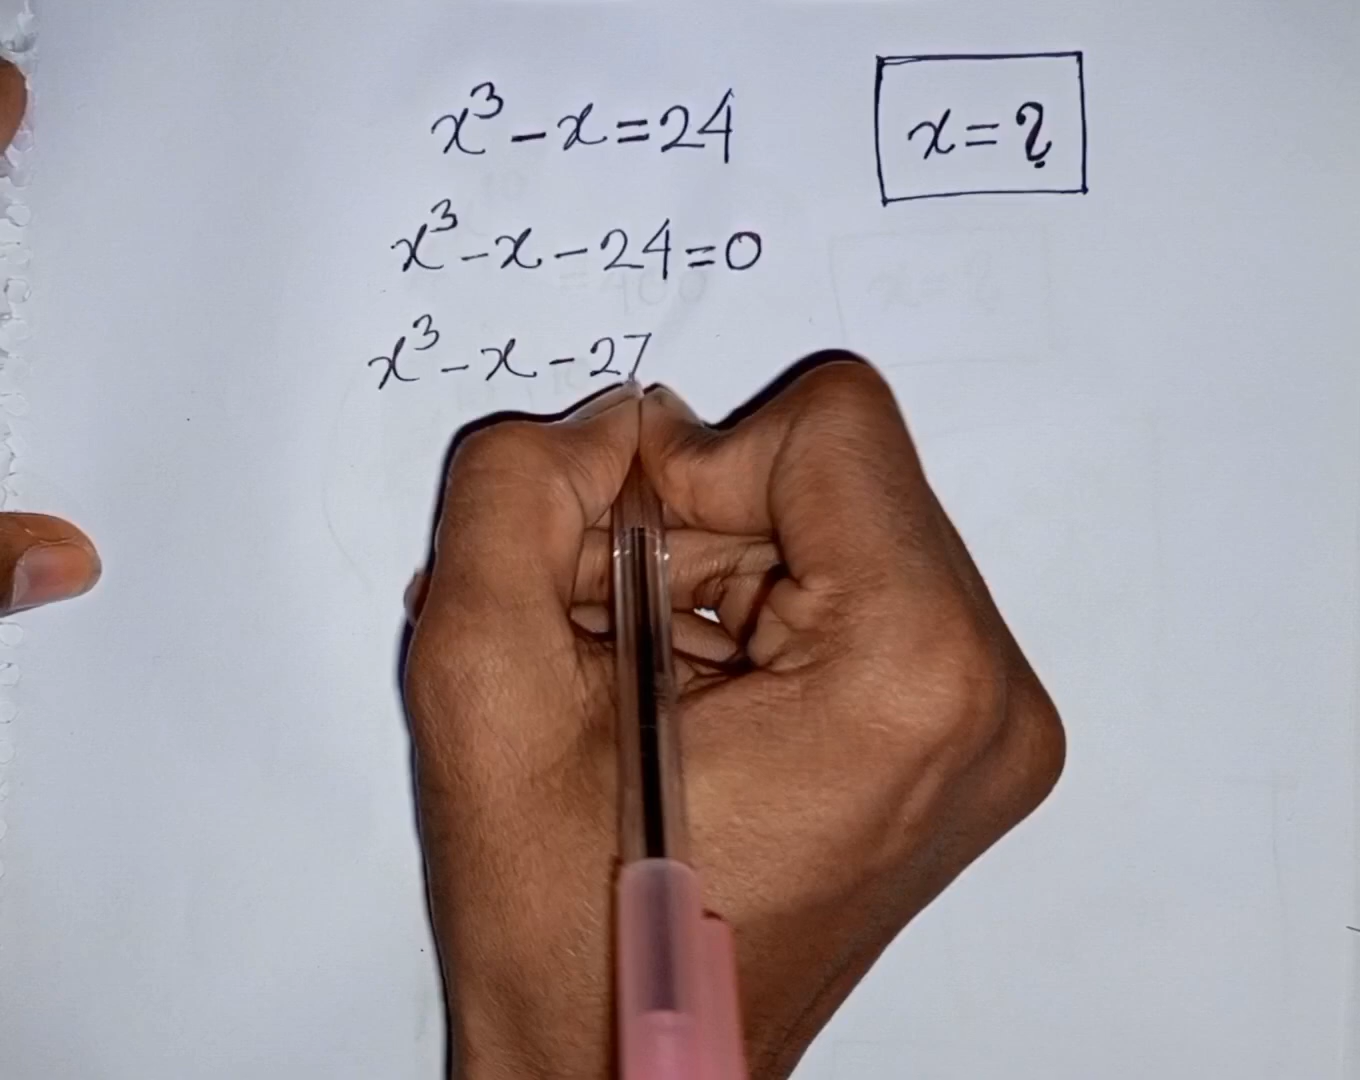 x³ - x = 24
x = ?
x³ - x - 24 = 0
x³ - x - 27